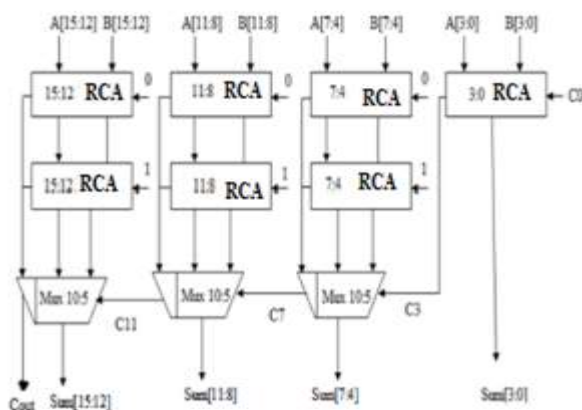 A[15:12] B[15:12] A[11:8] B[11:8] A[7:4] B[7:4] A[3:0] B[3:0]
0 0 0
15:12 RCA 11:8 RCA 7:4 RCA 3:0 RCA
1 1 1
15:12 RCA 11:8 RCA 7:4 RCA
Mux 10:5 Mux 10:5 Mux 10:5
C11 C7 C3
Cout Sum[15:12] Sum[11:8] Sum[7:4] Sum[3:0]